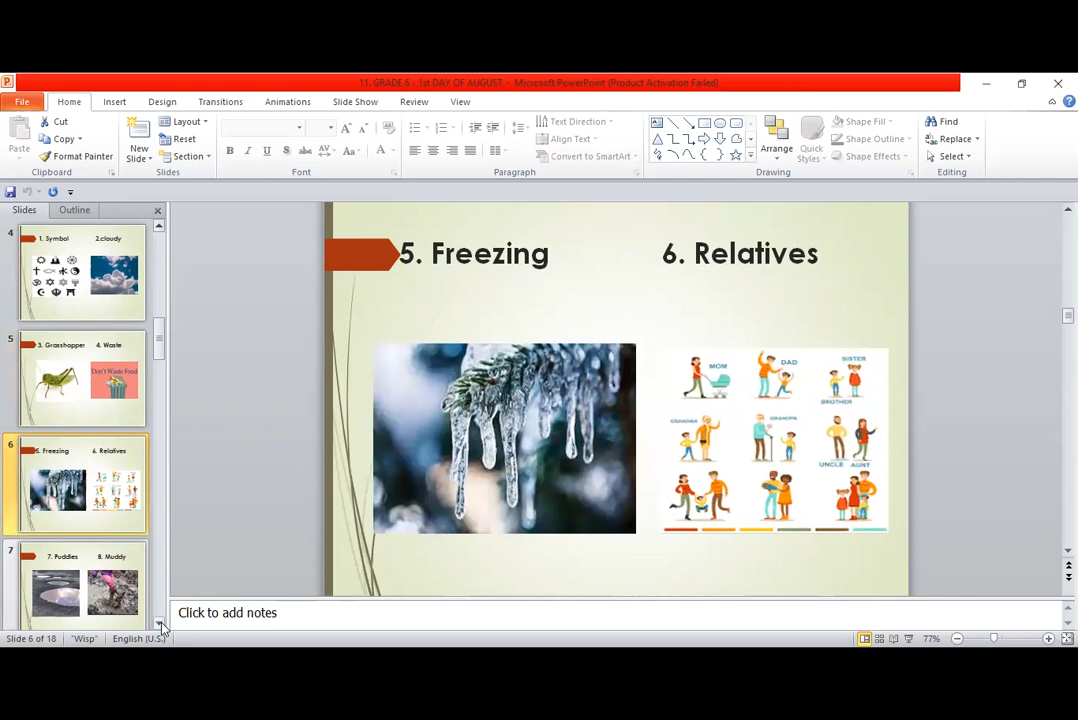 11. GRADE 6 - 1st DAY OF AUGUST - Microsoft PowerPoint (Product Activation Failed)
File Home Insert Design Transitions Animations Slide Show Review View
Paste
Cut
Copy
Format Painter
Clipboard
New Slide
Layout
Reset
Section
Slides
Font
Text Direction
Align Text
Convert to SmartArt
Paragraph
Arrange
Quick Styles
Shape Fill
Shape Outline
Shape Effects
Drawing
Find
Replace
Select
Editing
Slides Outline
4
1. Symbol 2.cloudy
5
3. Grasshopper 4. Waste
Don't Waste Food
6
5. Freezing 6. Relatives
7
7. Puddles 8. Muddy
5. Freezing 6. Relatives
MOM DAD SISTER
BROTHER
GRANDMA GRANDPA
UNCLE AUNT
Click to add notes
Slide 6 of 18 "Wisp" English (U.S.) 77%